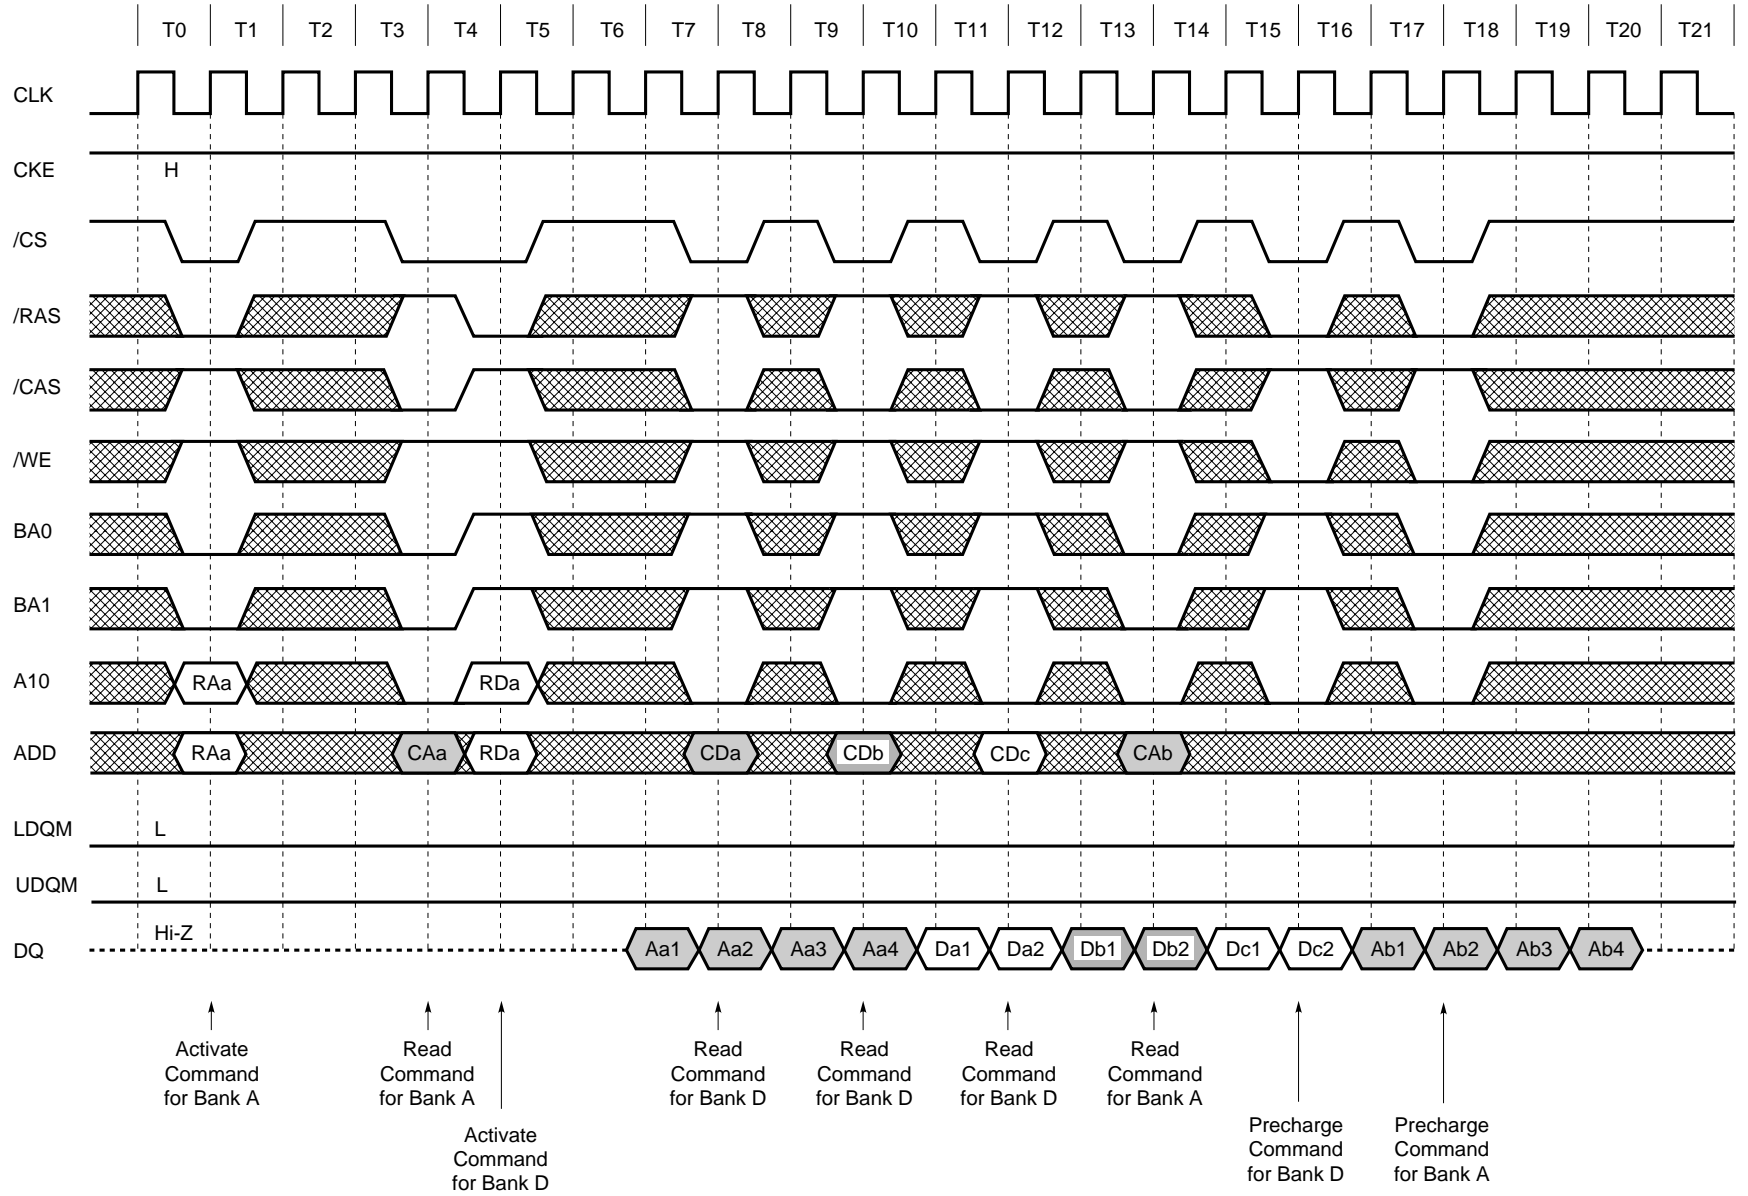 T0 T1 T2 T3 T4 T5 T6 T7 T8 T9 T10 T11 T12 T13 T14 T15 T16 T17 T18 T19 T20 T21
CLK
CKE H
/CS
/RAS
/CAS
/WE
BA0
BA1
A10 RAa RDa
ADD RAa CAa RDa CDa CDb CDc CAb
LDQM L
UDQM L
DQ Hi-Z Aa1 Aa2 Aa3 Aa4 Da1 Da2 Db1 Db2 Dc1 Dc2 Ab1 Ab2 Ab3 Ab4
Activate
Command
for Bank A
Read
Command
for Bank A
Activate
Command
for Bank D
Read
Command
for Bank D
Read
Command
for Bank D
Read
Command
for Bank D
Read
Command
for Bank A
Precharge
Command
for Bank D
Precharge
Command
for Bank A